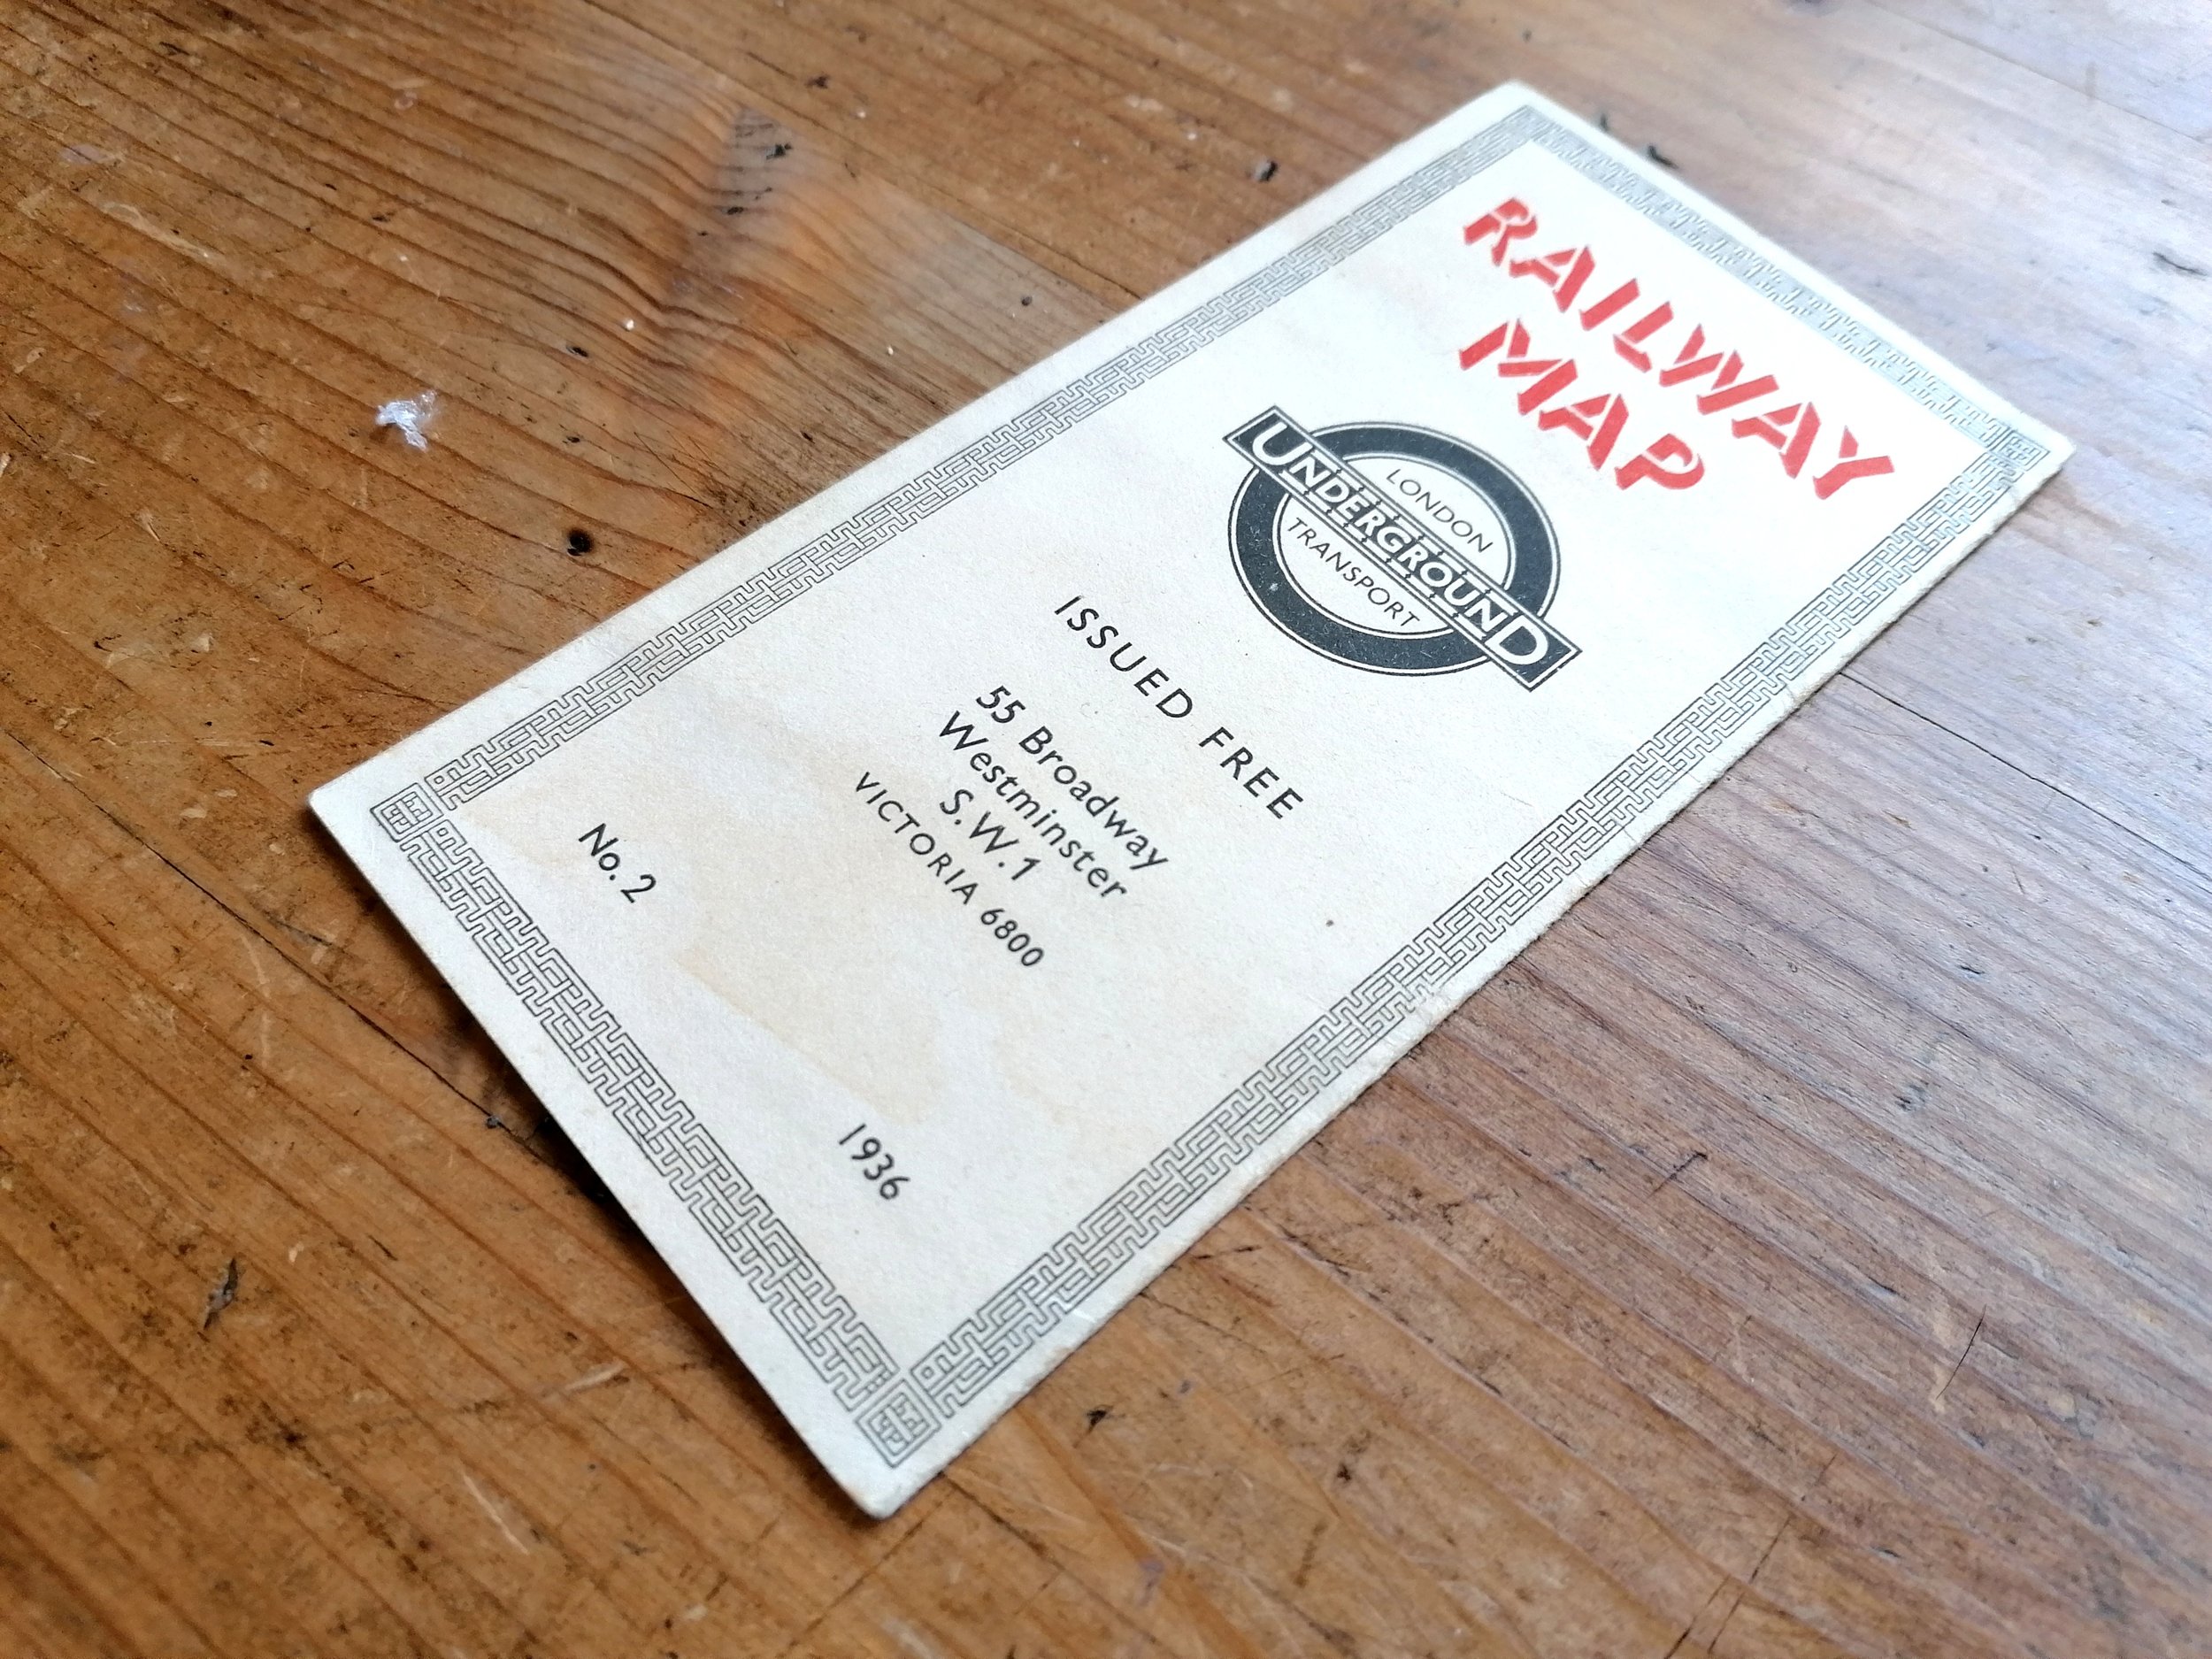 RAILWAY
MAP
LONDON
UNDERGROUND
TRANSPORT
ISSUED FREE
55 Broadway
Westminster
S.W.1
VICTORIA 6800
No. 2
1936